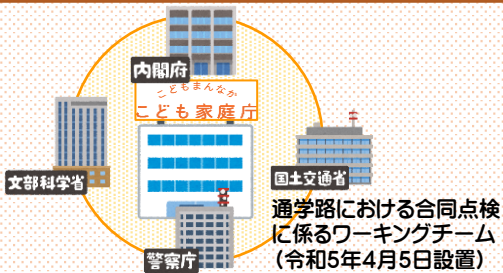 内閣府
こどもまんなか
こども家庭庁
文部科学省
国土交通省
警察庁
通学路における合同点検
に係るワーキングチーム
（令和5年4月5日設置）